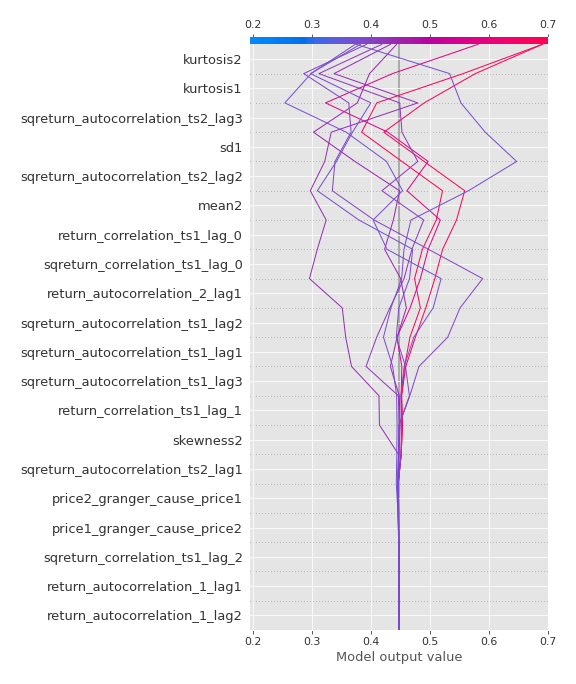 0.2 0.3 0.4 0.5 0.6 0.7
kurtosis2
kurtosis1
sqreturn_autocorrelation_ts2_lag3
sd1
sqreturn_autocorrelation_ts2_lag2
mean2
return_correlation_ts1_lag_0
sqreturn_correlation_ts1_lag_0
return_autocorrelation_2_lag1
sqreturn_autocorrelation_ts1_lag2
sqreturn_autocorrelation_ts1_lag1
sqreturn_autocorrelation_ts1_lag3
return_correlation_ts1_lag_1
skewness2
sqreturn_autocorrelation_ts2_lag1
price2_granger_cause_price1
price1_granger_cause_price2
sqreturn_correlation_ts1_lag_2
return_autocorrelation_1_lag1
return_autocorrelation_1_lag2
0.2 0.3 0.4 0.5 0.6 0.7
Model output value